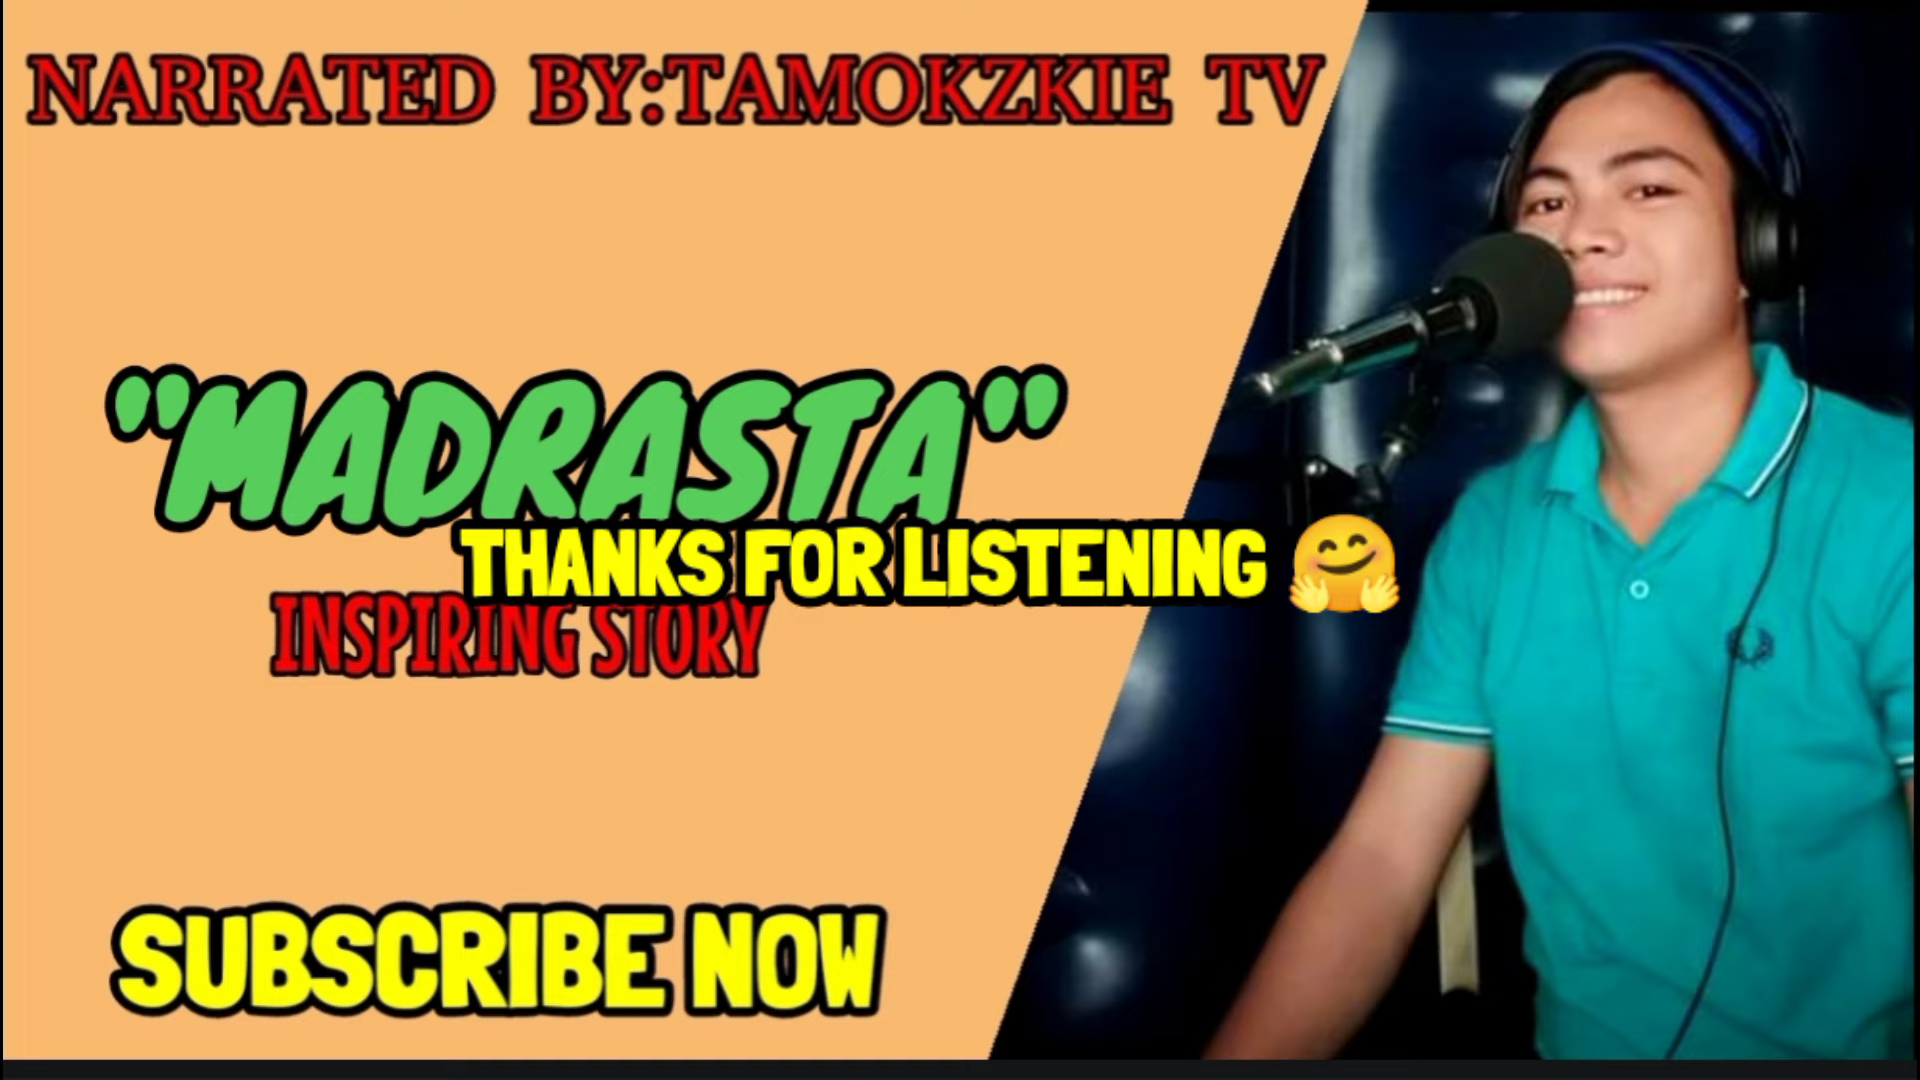 NARRATED BY:TAMOKZKIE TV
"MADRASTA"
THANKS FOR LISTENING 🤗
INSPIRING STORY
SUBSCRIBE NOW